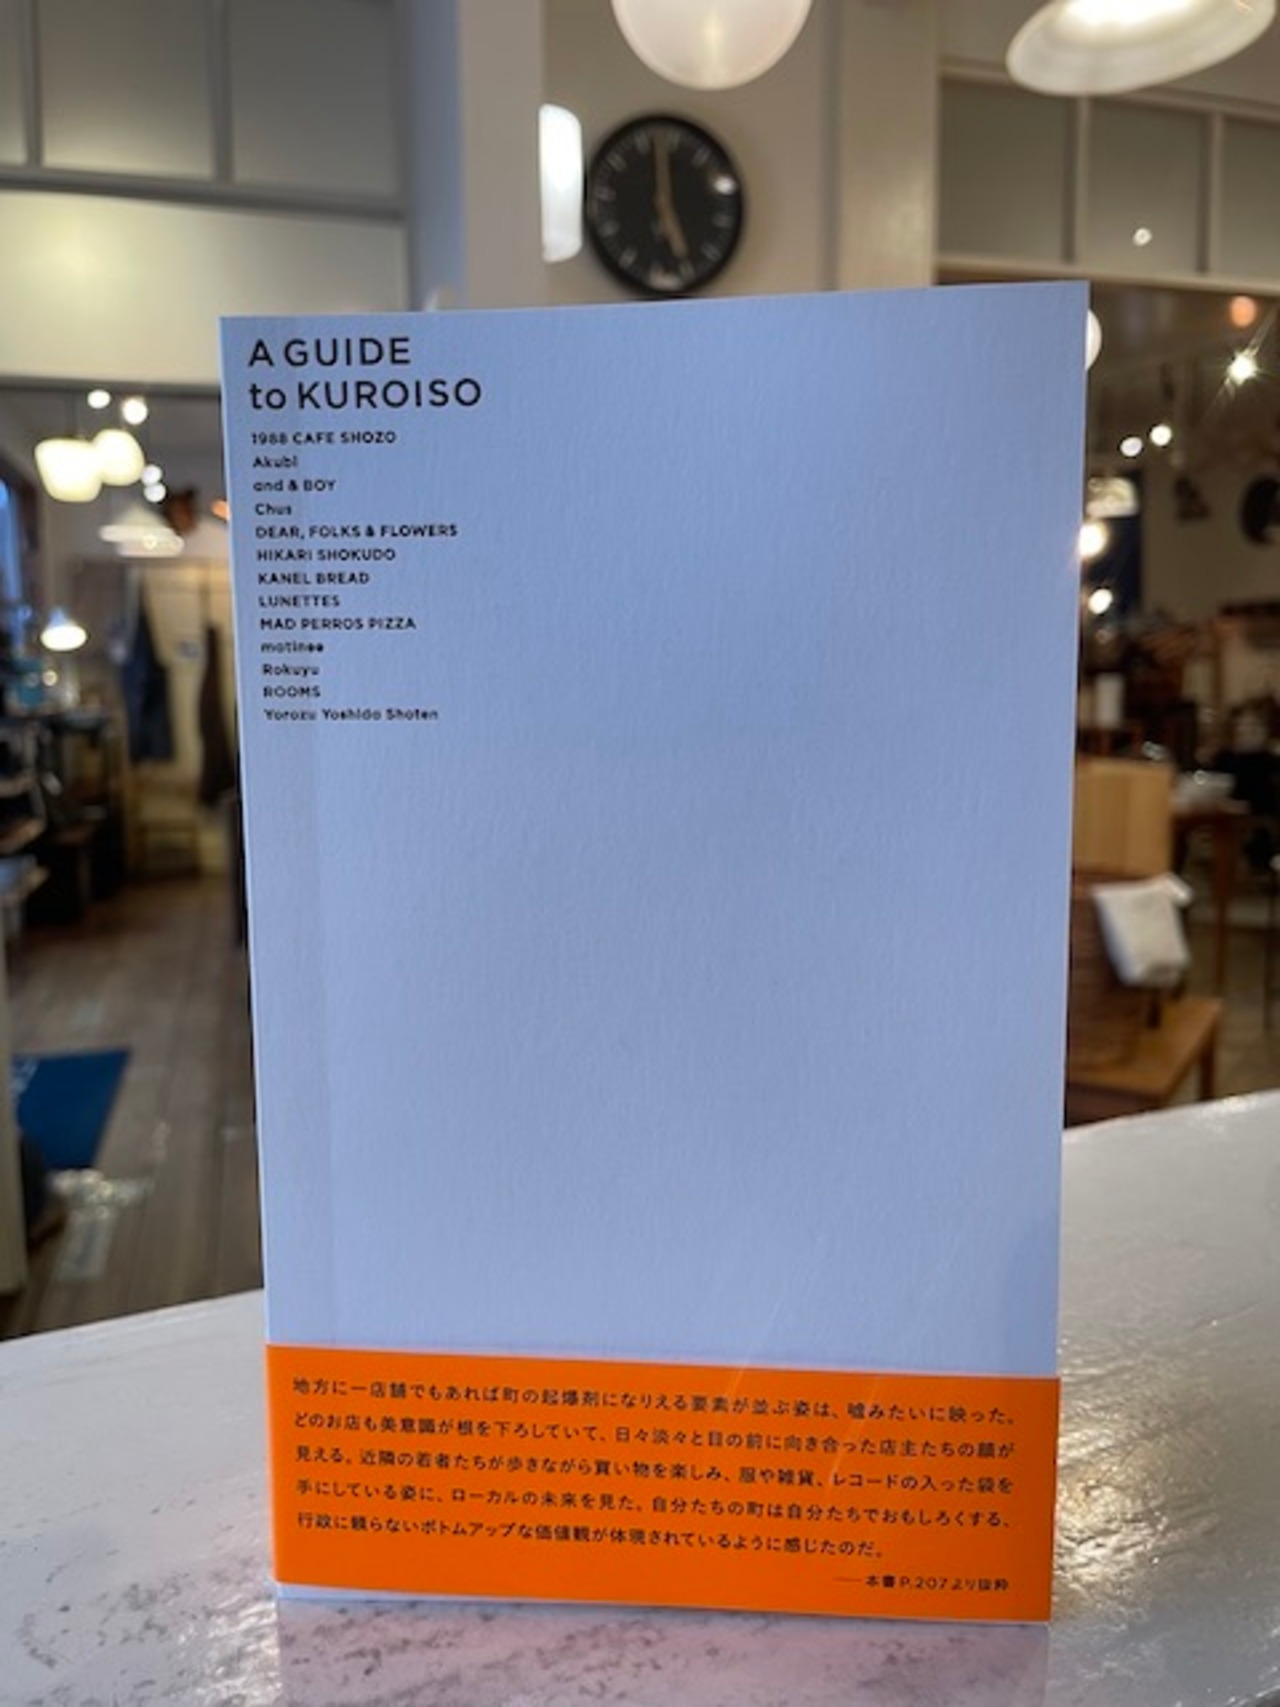 A GUIDE
to KUROISO
1988 CAFE SHOZO
Akubi
and & BOY
Chus
DEAR, FOLKS & FLOWERS
HIKARI SHOKUDO
KANEL BREAD
LUNETTES
MAD PERROS PIZZA
matinee
Rokuyu
ROOMS
Yorozu Yoshida Shoten
地方に一店舗でもあれば町の起爆剤になりえる要素が並ぶ姿は、嘘みたいに映った。
どのお店も美意識が根を下ろしていて、日々淡々と目の前に向き合った店主たちの顔が
見える。近隣の若者たちが歩きながら買い物を楽しみ、服や雑貨、レコードの入った袋を
手にしている姿に、ローカルの未来を見た。自分たちの町は自分たちでおもしろくする、
行政に頼らないボトムアップな価値観が体現されているように感じたのだ。
——本書P.207より抜粋